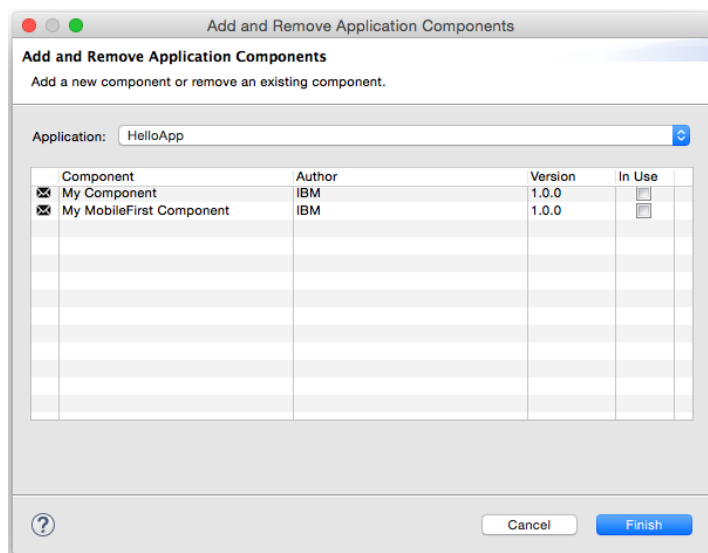 Add and Remove Application Components
Add and Remove Application Components
Add a new component or remove an existing component.
Application: HelloApp
Component Author Version In Use
My Component IBM 1.0.0
My MobileFirst Component IBM 1.0.0
? Cancel Finish